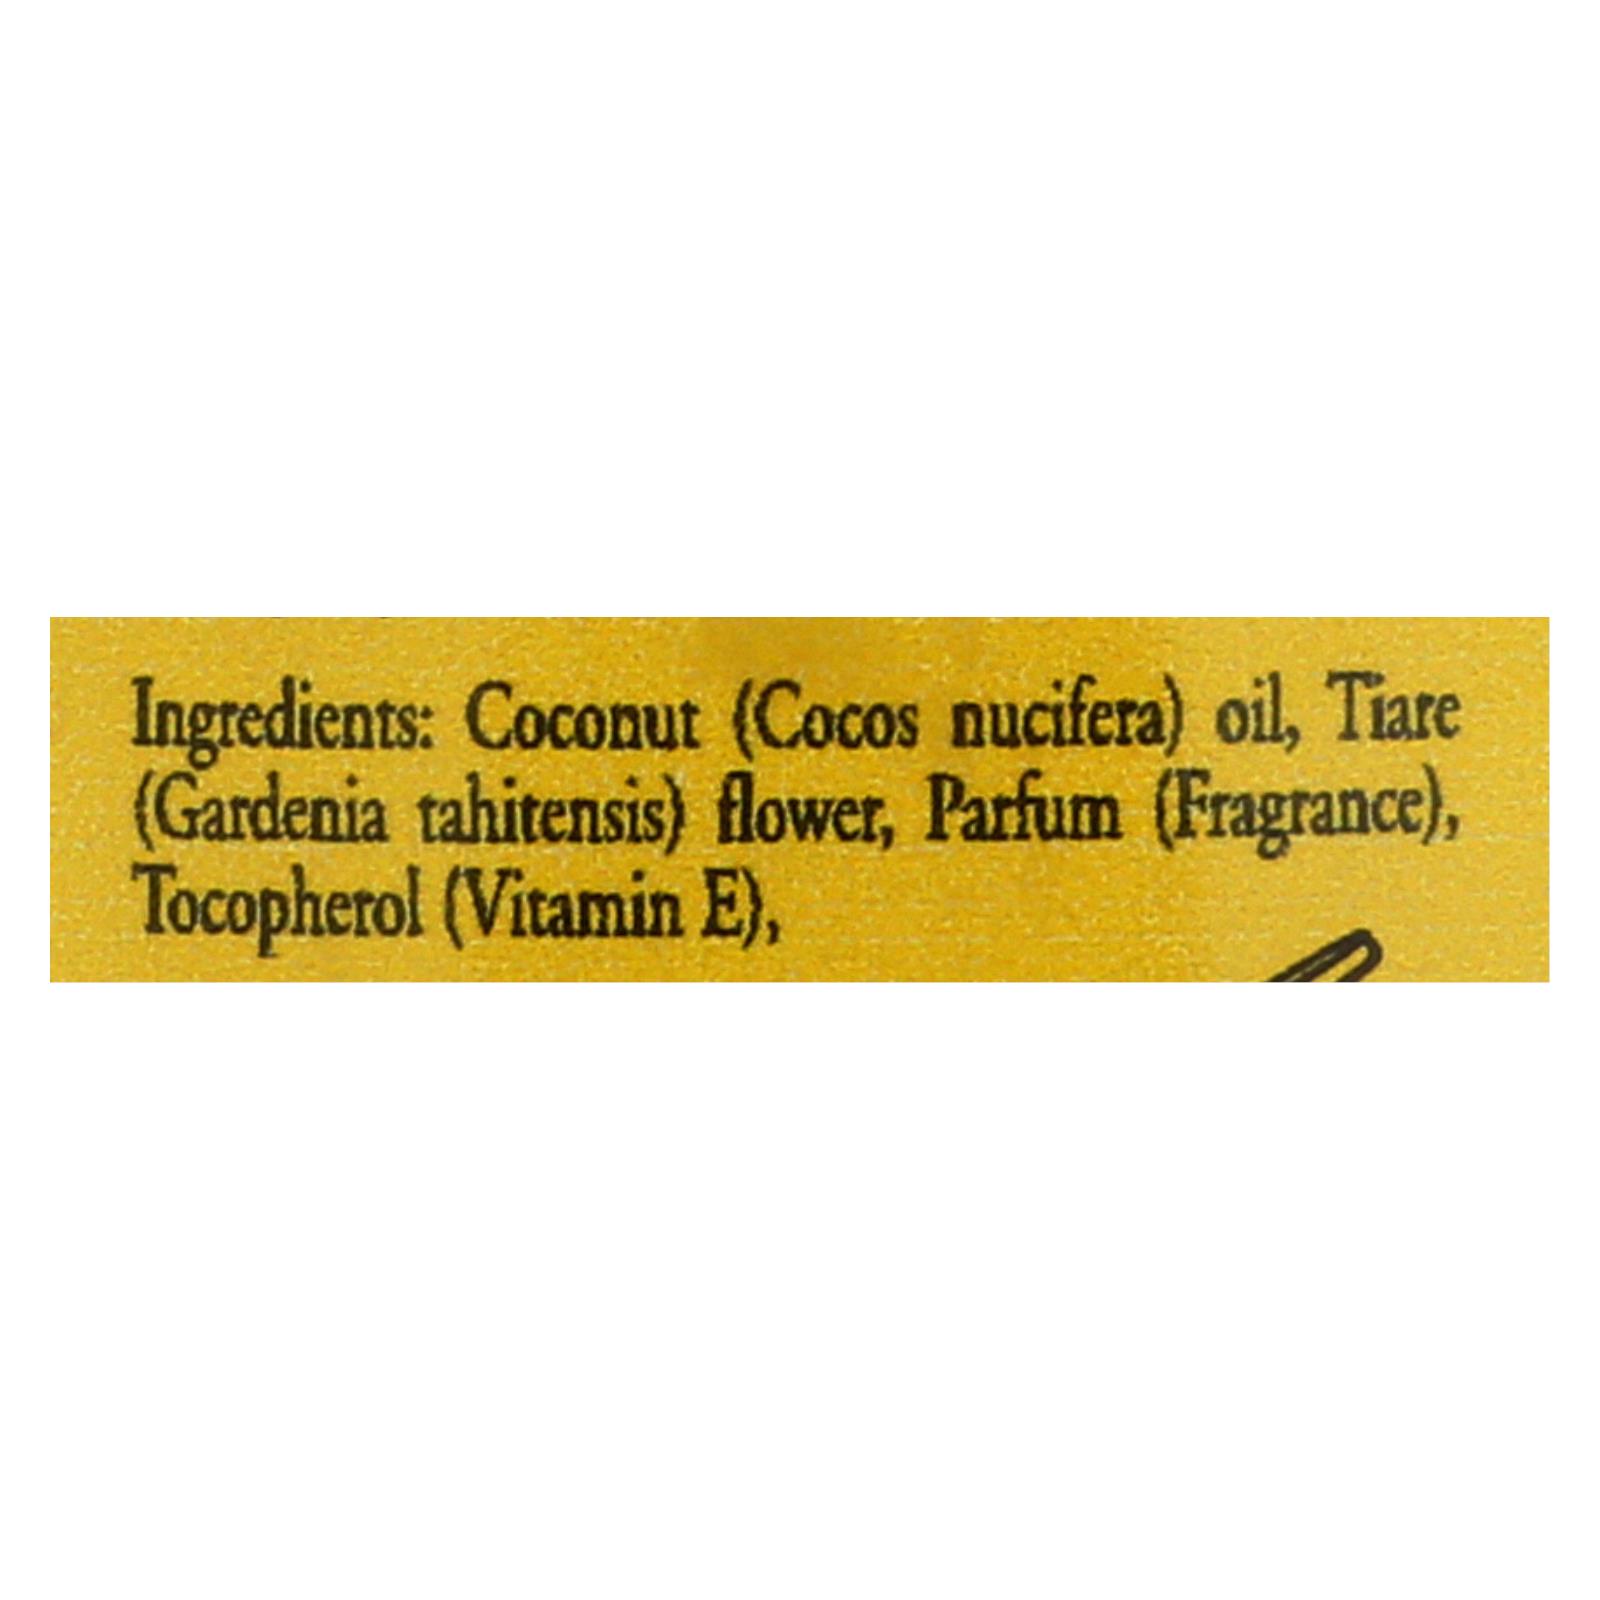 Ingredients: Coconut (Cocos nucifera) oil, Tiare
(Gardenia tahitensis) flower, Parfum (Fragrance),
Tocopherol (Vitamin E),